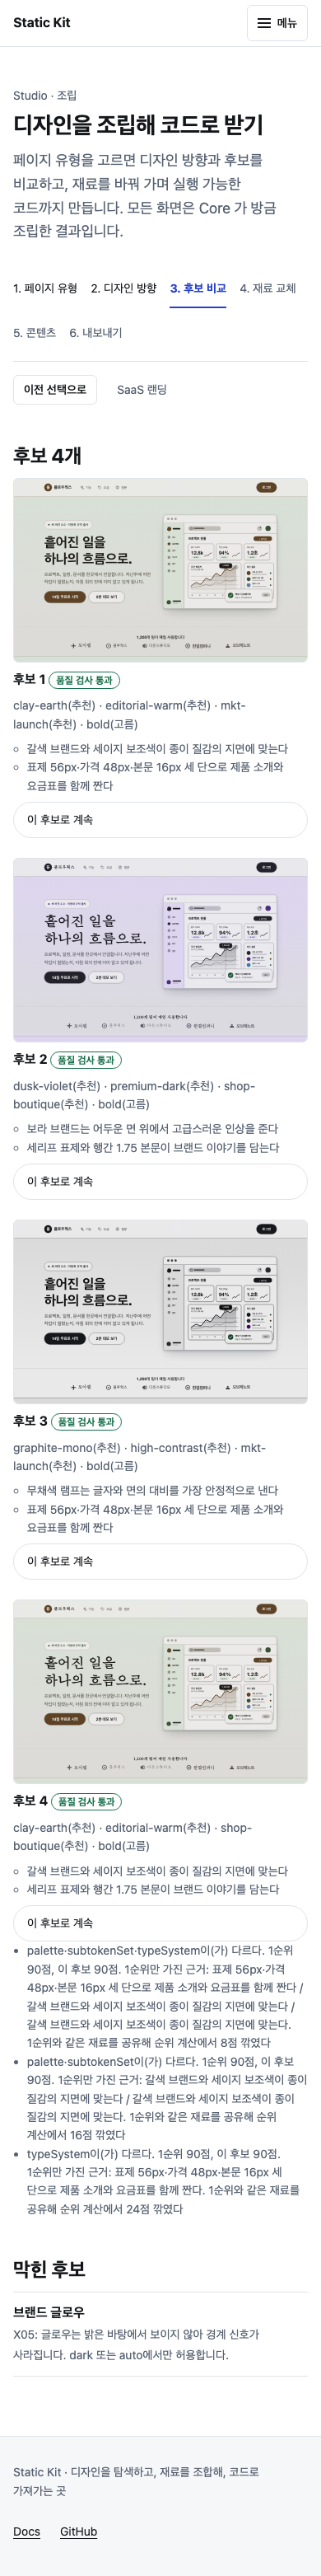 Static Kit
메뉴
Studio · 조립
디자인을 조립해 코드로 받기
페이지 유형을 고르면 디자인 방향과 후보를
비교하고, 재료를 바꿔 가며 실행 가능한
코드까지 만듭니다. 모든 화면은 Core 가 방금
조립한 결과입니다.
1. 페이지 유형 2. 디자인 방향 3. 후보 비교 4. 재료 교체
5. 콘텐츠 6. 내보내기
이전 선택으로 SaaS 랜딩
후보 4개
흩어진 일을
하나의 흐름으로.
12.8k 94% 1.2초
후보 1 품질 검사 통과
clay-earth(추천) · editorial-warm(추천) · mkt-
launch(추천) · bold(고름)
갈색 브랜드와 세이지 보조색이 종이 질감의 지면에 맞는다
표제 56px·가격 48px·본문 16px 세 단으로 제품 소개와
요금표를 함께 짠다
이 후보로 계속
흩어진 일을
하나의 흐름으로.
12.8k 94% 1.2초
후보 2 품질 검사 통과
dusk-violet(추천) · premium-dark(추천) · shop-
boutique(추천) · bold(고름)
보라 브랜드는 어두운 면 위에서 고급스러운 인상을 준다
세리프 표제와 행간 1.75 본문이 브랜드 이야기를 담는다
이 후보로 계속
흩어진 일을
하나의 흐름으로.
12.8k 94% 1.2초
후보 3 품질 검사 통과
graphite-mono(추천) · high-contrast(추천) · mkt-
launch(추천) · bold(고름)
무채색 램프는 글자와 면의 대비를 가장 안정적으로 낸다
표제 56px·가격 48px·본문 16px 세 단으로 제품 소개와
요금표를 함께 짠다
이 후보로 계속
흩어진 일을
하나의 흐름으로.
12.8k 94% 1.2초
후보 4 품질 검사 통과
clay-earth(추천) · editorial-warm(추천) · shop-
boutique(추천) · bold(고름)
갈색 브랜드와 세이지 보조색이 종이 질감의 지면에 맞는다
세리프 표제와 행간 1.75 본문이 브랜드 이야기를 담는다
이 후보로 계속
palette·subtokenSet·typeSystem이(가) 다르다. 1순위
90점, 이 후보 90점. 1순위만 가진 근거: 표제 56px·가격
48px·본문 16px 세 단으로 제품 소개와 요금표를 함께 짠다 /
갈색 브랜드와 세이지 보조색이 종이 질감의 지면에 맞는다 /
갈색 브랜드와 세이지 보조색이 종이 질감의 지면에 맞는다.
1순위와 같은 재료를 공유해 순위 계산에서 8점 깎였다
palette·subtokenSet이(가) 다르다. 1순위 90점, 이 후보
90점. 1순위만 가진 근거: 갈색 브랜드와 세이지 보조색이 종이
질감의 지면에 맞는다 / 갈색 브랜드와 세이지 보조색이 종이
질감의 지면에 맞는다. 1순위와 같은 재료를 공유해 순위
계산에서 16점 깎였다
typeSystem이(가) 다르다. 1순위 90점, 이 후보 90점.
1순위만 가진 근거: 표제 56px·가격 48px·본문 16px 세
단으로 제품 소개와 요금표를 함께 짠다. 1순위와 같은 재료를
공유해 순위 계산에서 24점 깎였다
막힌 후보
브랜드 글로우
X05: 글로우는 밝은 바탕에서 보이지 않아 경계 신호가
사라집니다. dark 또는 auto에서만 허용합니다.
Static Kit · 디자인을 탐색하고, 재료를 조합해, 코드로
가져가는 곳
Docs GitHub